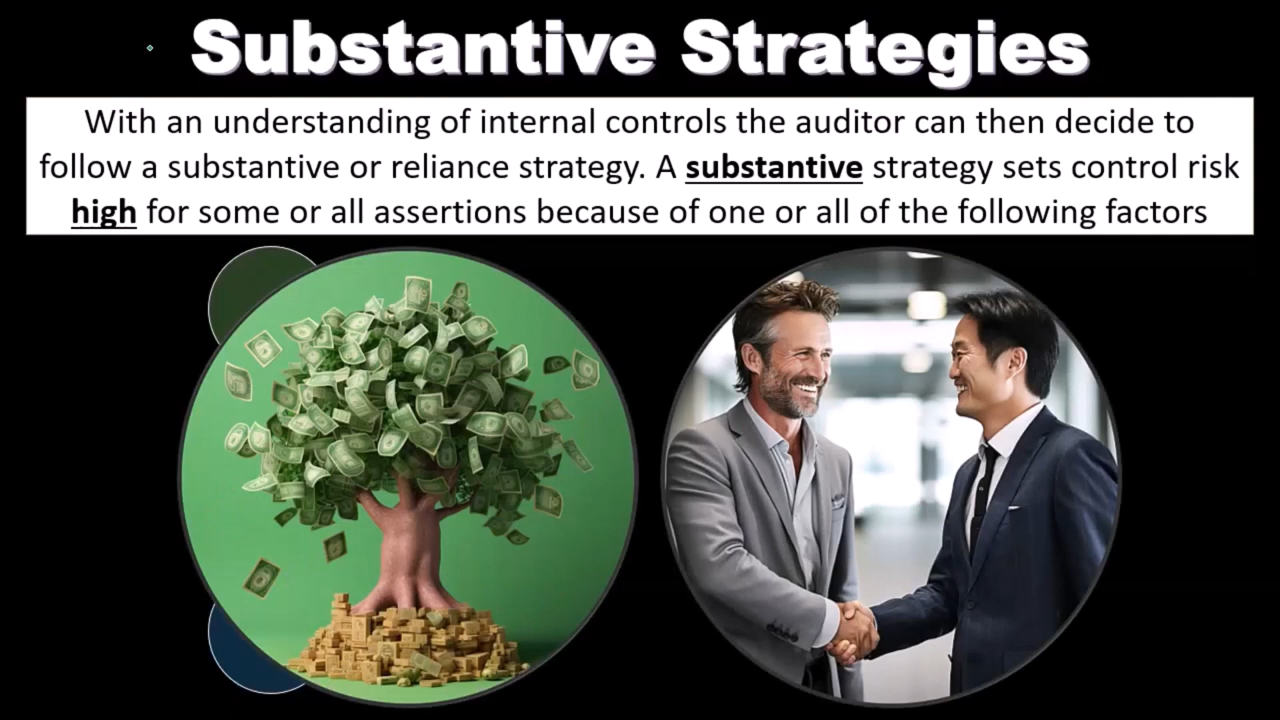 Substantive Strategies
With an understanding of internal controls the auditor can then decide to
follow a substantive or reliance strategy. A substantive strategy sets control risk
high for some or all assertions because of one or all of the following factors